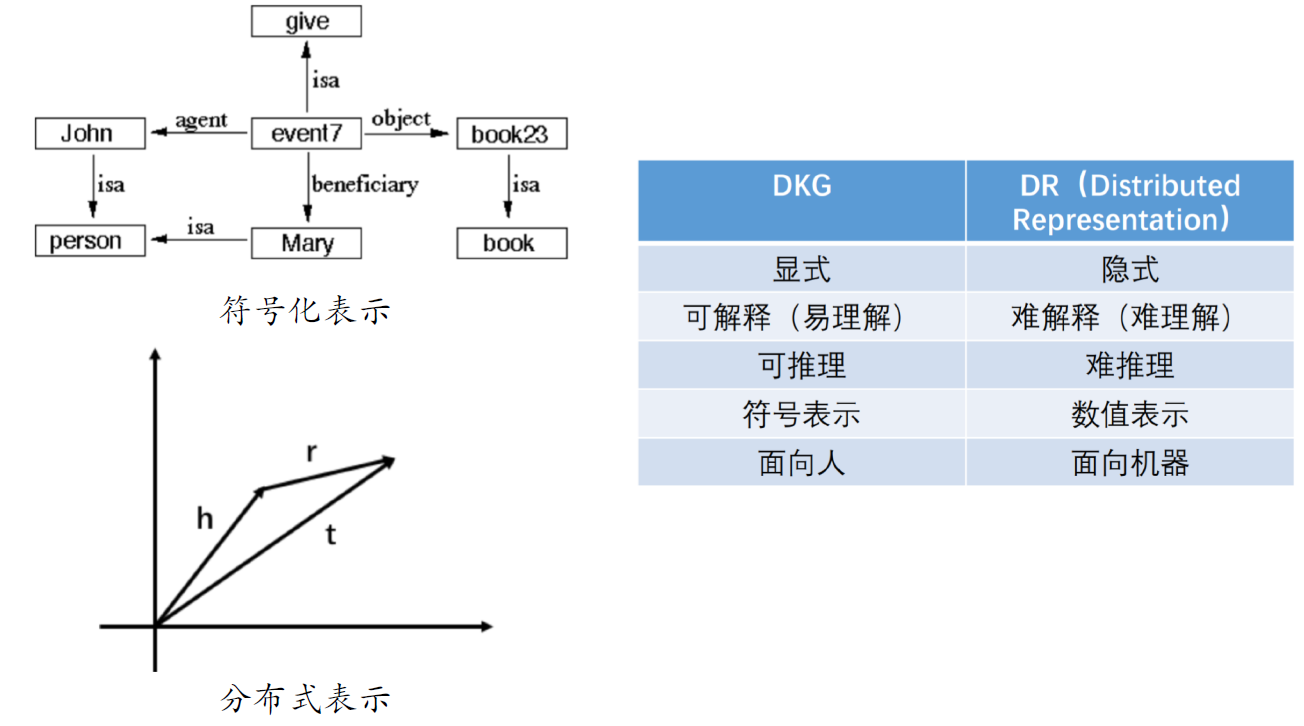 give
isa
John
agent
event7
object
book23
isa
beneficiary
isa
person
isa
Mary
book
符号化表示
r
h
t
分布式表示
DKG
DR（Distributed
Representation）
显式
隐式
可解释（易理解）
难解释（难理解）
可推理
难推理
符号表示
数值表示
面向人
面向机器